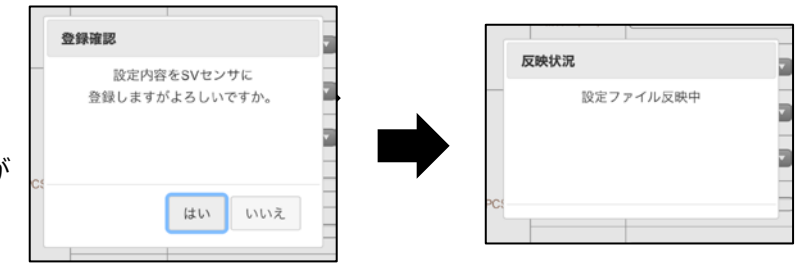 登録確認
設定内容をSVセンサに
登録しますがよろしいですか。
はい
いいえ
が
反映状況
設定ファイル反映中